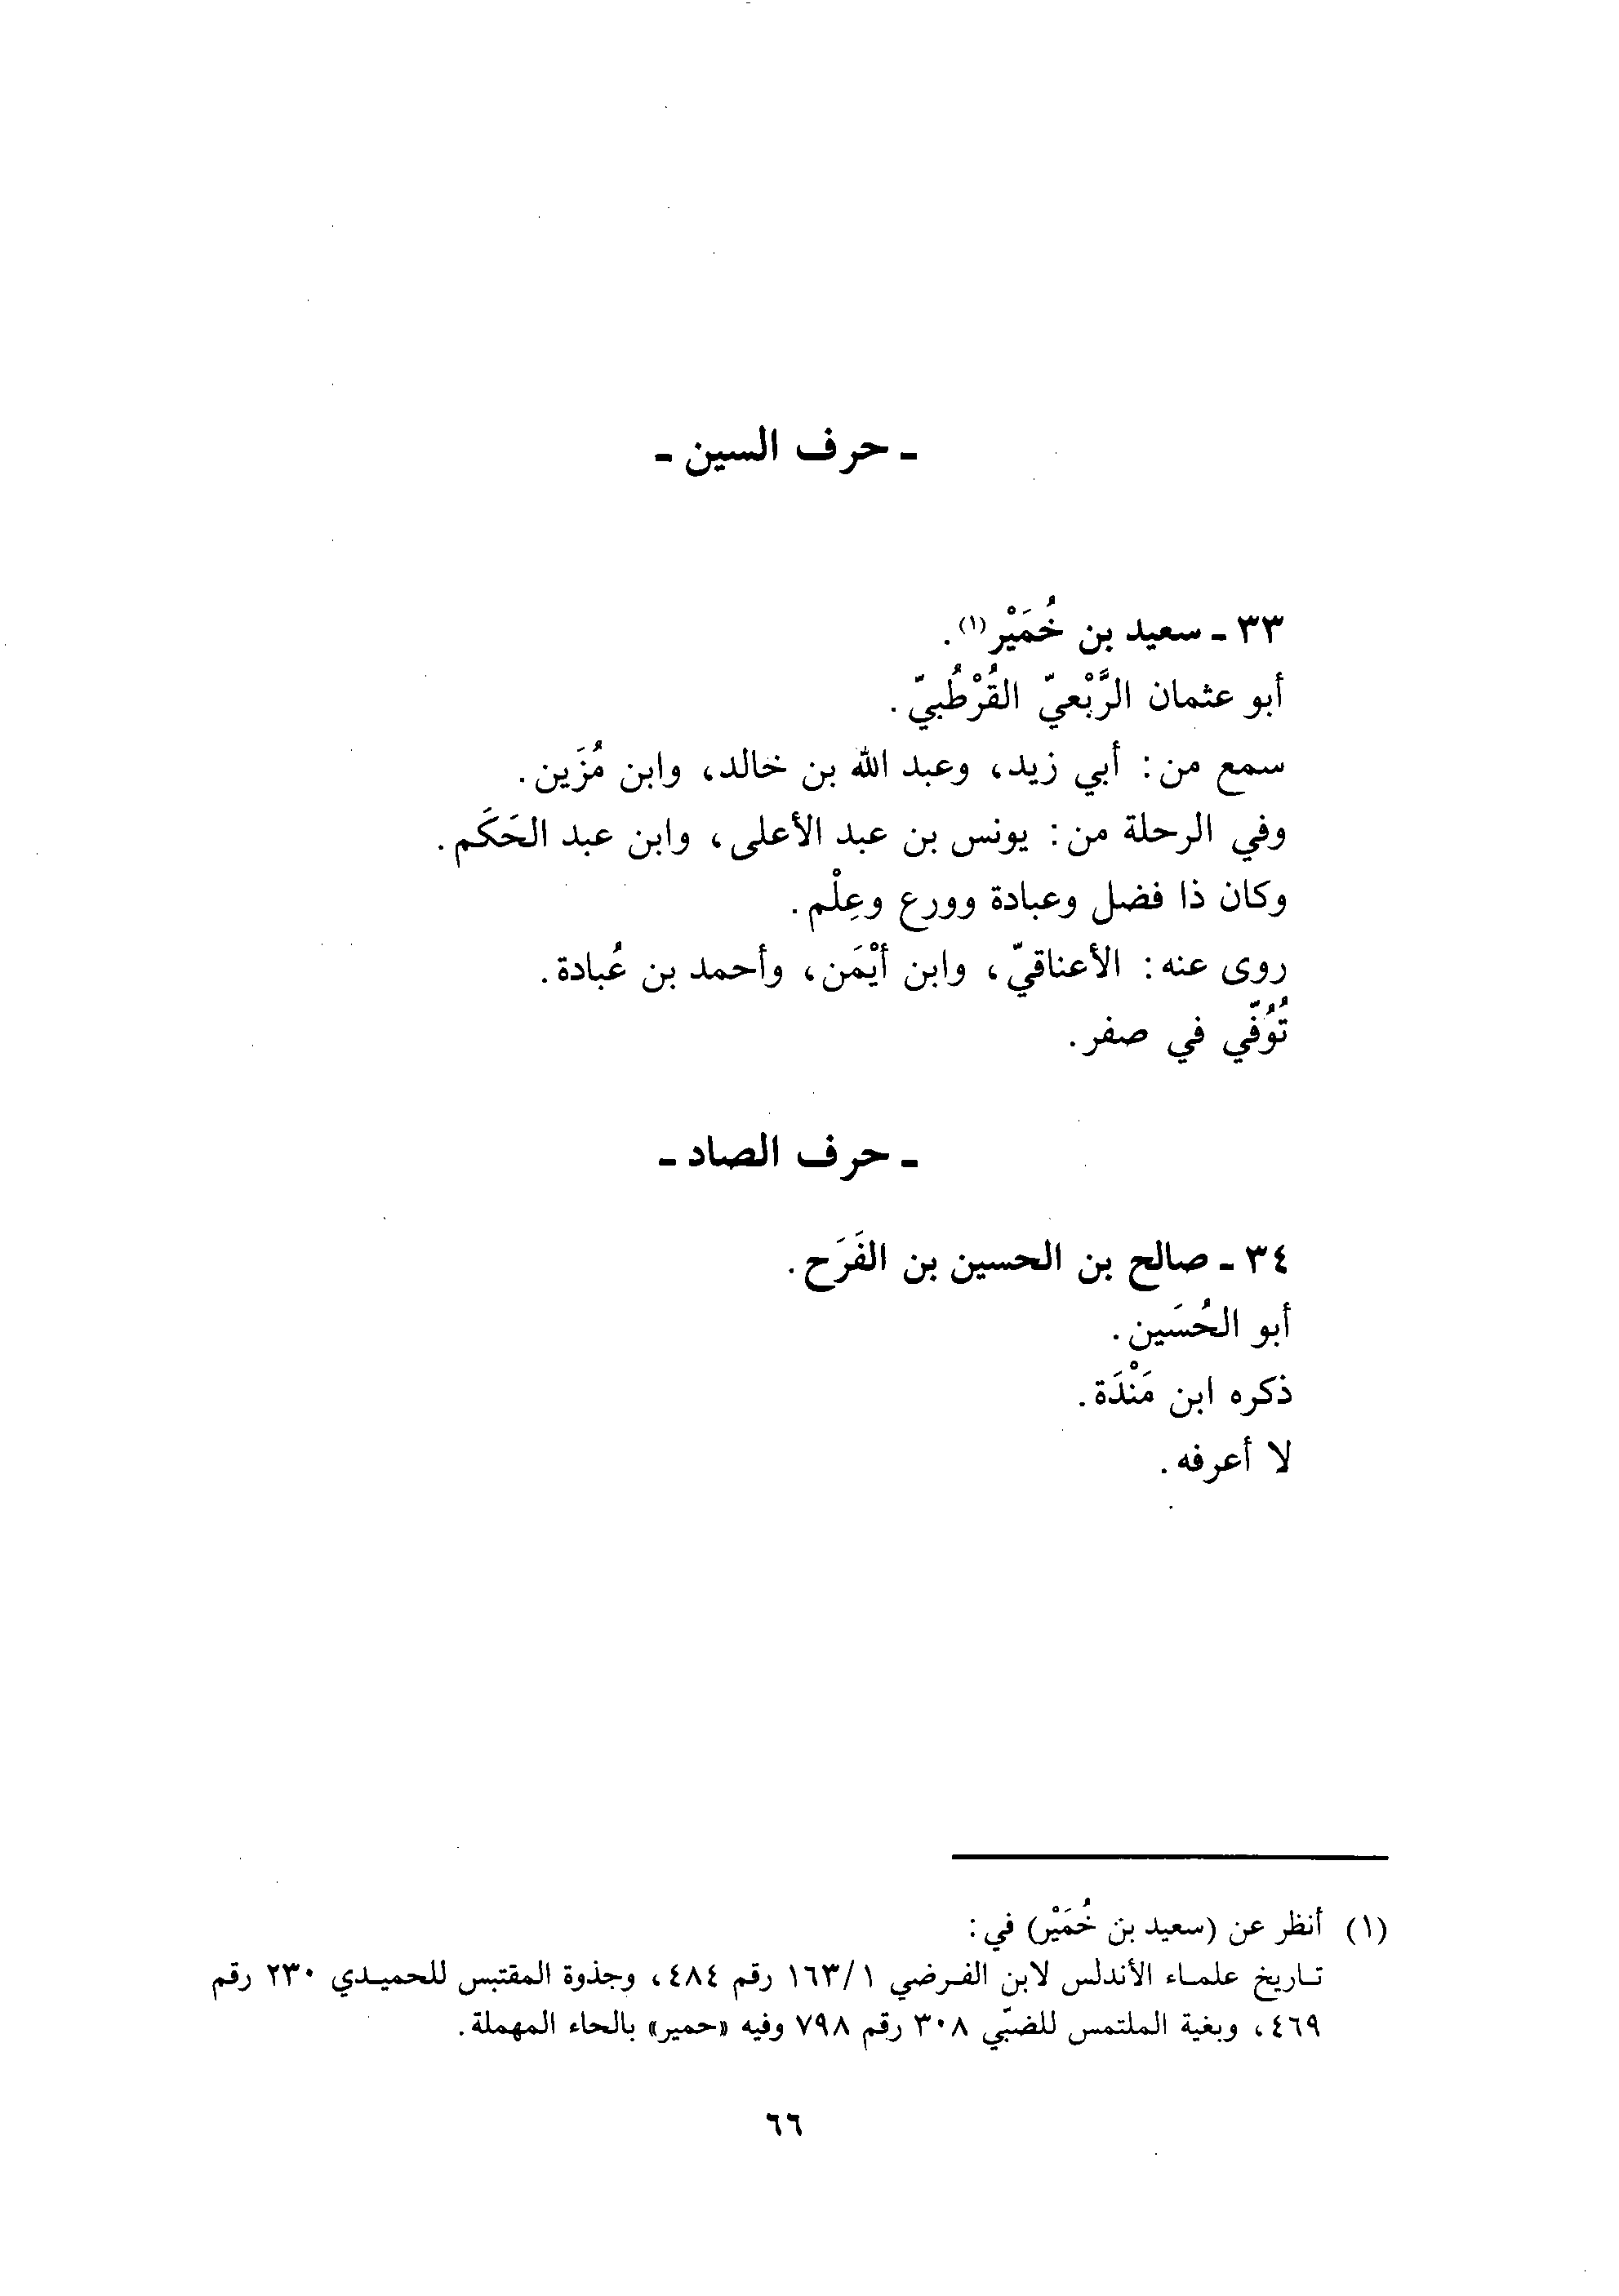 ـ حرف السين ـ
٣٣ ـ سعيد بن خُمَيْر(١).
أبو عثمان الرَّبْعيّ القُرْطُبيّ.
سمع من: أبي زيد، وعبد الله بن خالد، وابن مُزَين.
وفي الرحلة من: يونس بن عبد الأعلى، وابن عبد الحَكَم.
وكان ذا فضل وعبادة وورع وعِلْم.
روى عنه: الأعناقيّ، وابن أيْمَن، وأحمد بن عُبادة.
تُوُفّي في صفر.
ـ حرف الصاد ـ
٣٤ ـ صالح بن الحسين بن الفَرَح.
أبو الحُسَين.
ذكره ابن مَنْدَة.
لا أعرفه.
(١) أنظر عن (سعيد بن خُمَيْر) في:
تاريخ علماء الأندلس لابن الفرضي ١/١٦٣ رقم ٤٨٤، وجذوة المقتبس للحميدي ٢٣٠ رقم
٤٦٩، وبغية الملتمس للضبّي ٣٠٨ رقم ٧٩٨ وفيه «حمير» بالحاء المهملة.
٦٦